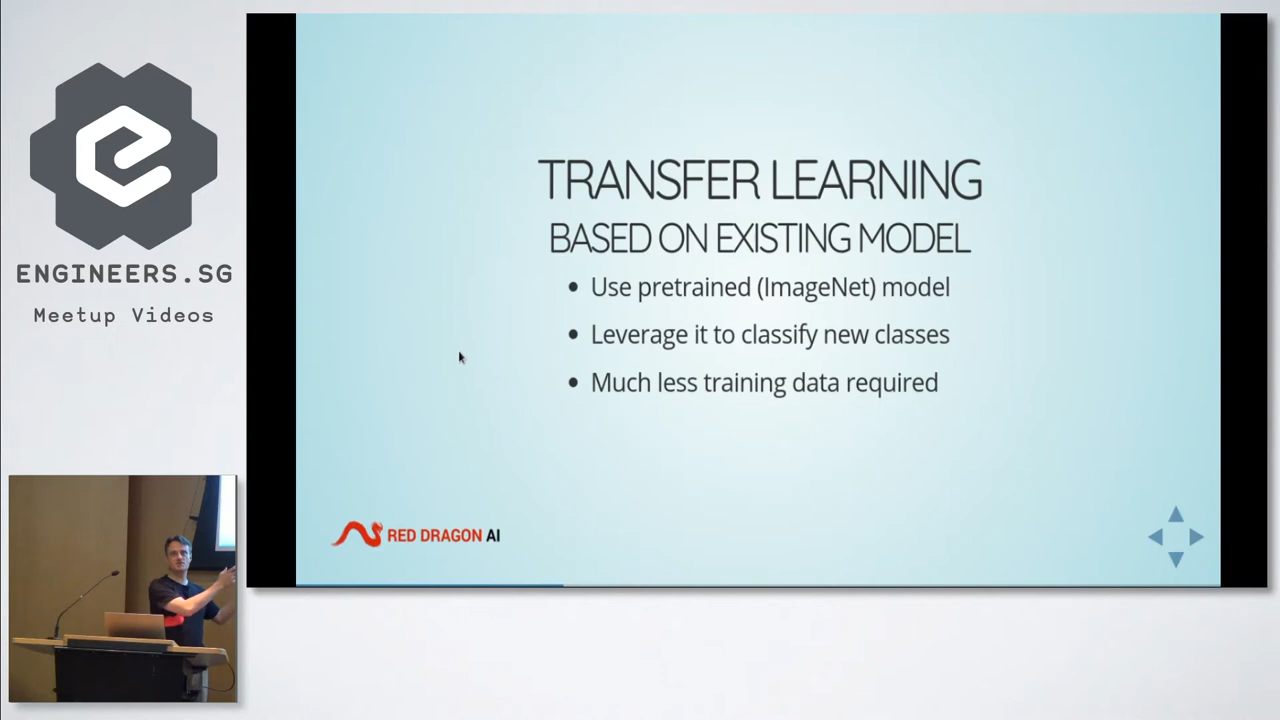 ENGINEERS.SG
Meetup Videos
TRANSFER LEARNING
BASED ON EXISTING MODEL
Use pretrained (ImageNet) model
Leverage it to classify new classes
Much less training data required
RED DRAGON AI